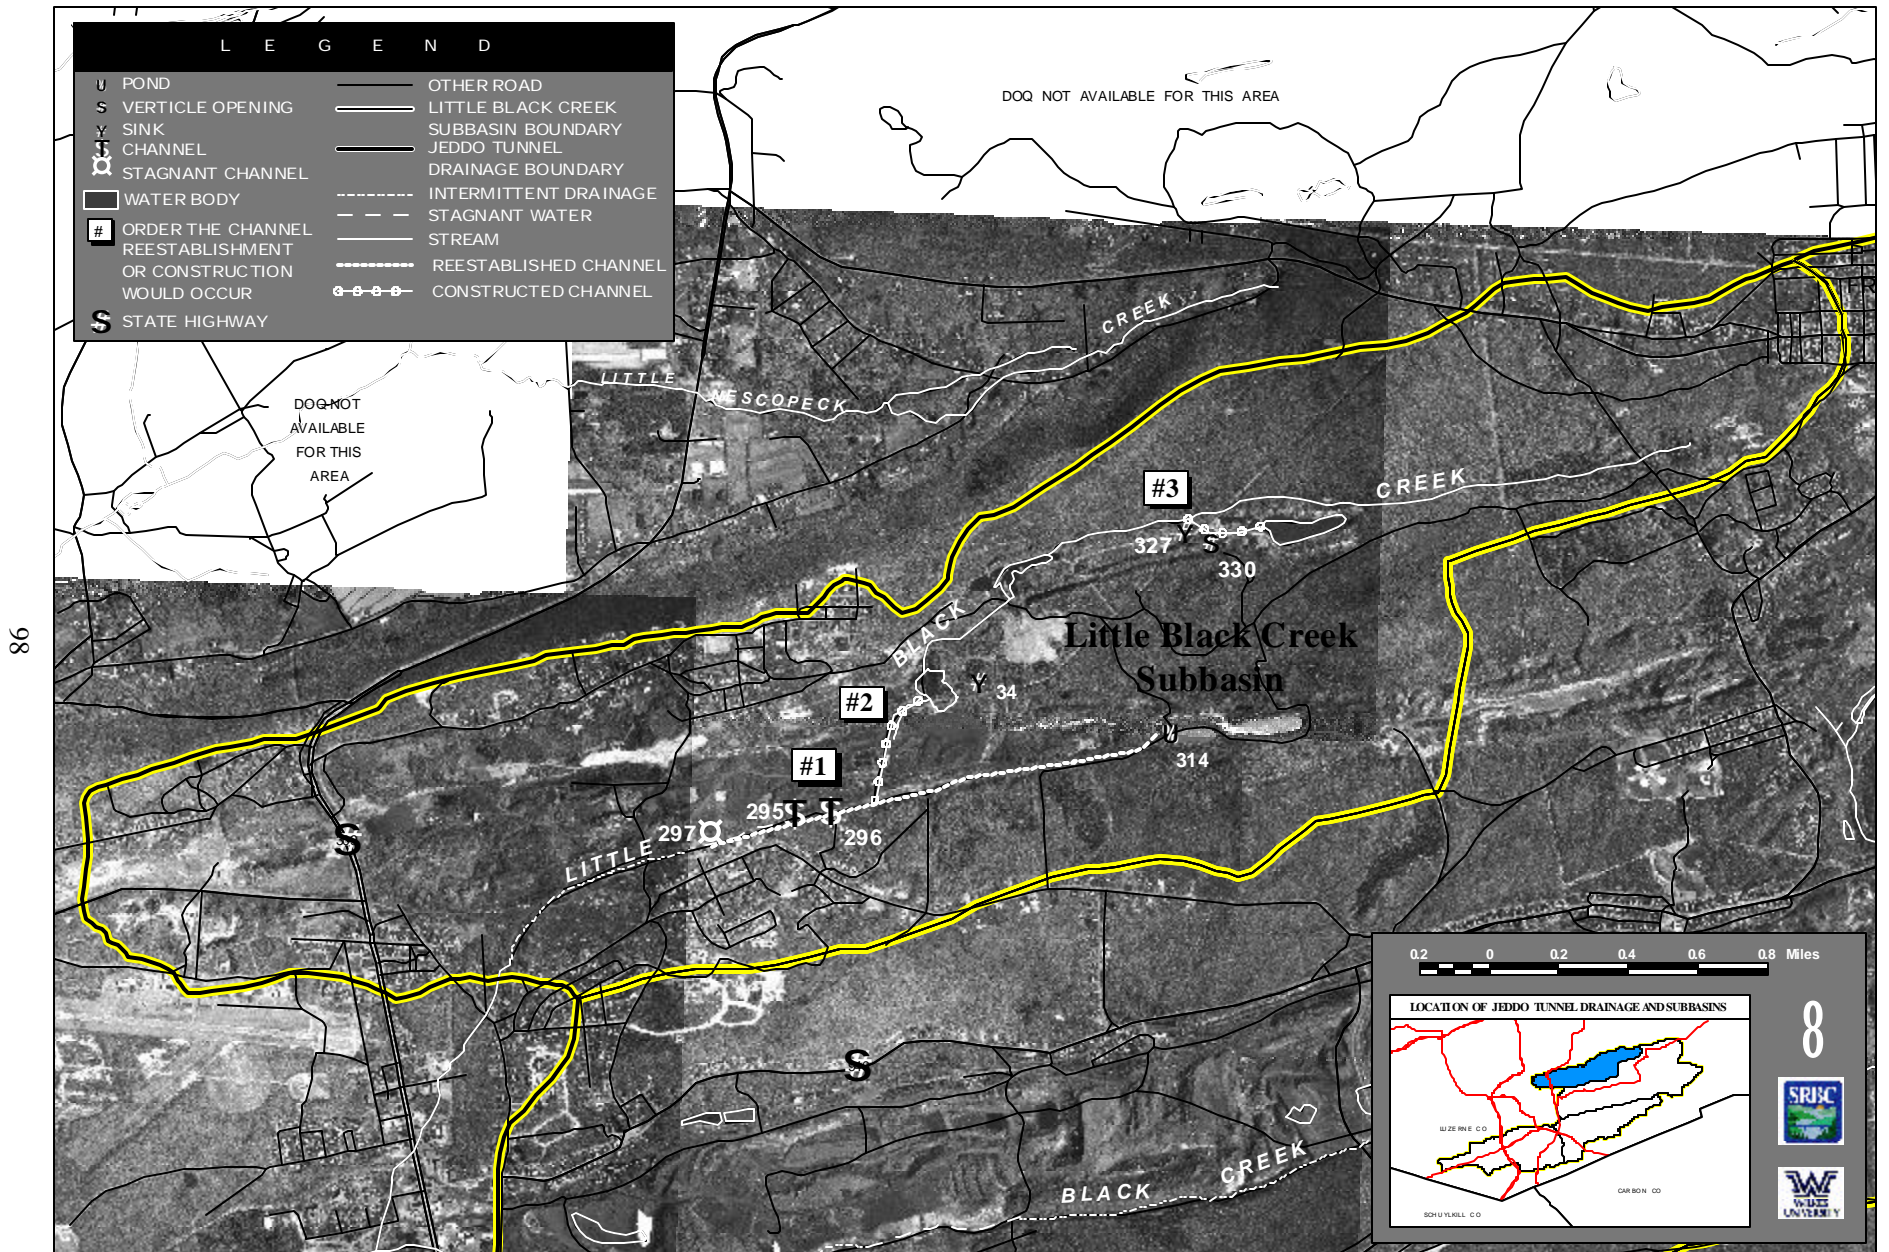 LEGEND
POND
VERTICLE OPENING
SINK
CHANNEL
STAGNANT CHANNEL
WATER BODY
# ORDER THE CHANNEL
REESTABLISHMENT
OR CONSTRUCTION
WOULD OCCUR
STATE HIGHWAY
OTHER ROAD
LITTLE BLACK CREEK
SUBBASIN BOUNDARY
JEDDO TUNNEL
DRAINAGE BOUNDARY
INTERMITTENT DRAINAGE
STAGNANT WATER
STREAM
REESTABLISHED CHANNEL
CONSTRUCTED CHANNEL
DOQ NOT AVAILABLE FOR THIS AREA
FR
CREEK
LITTLE
NESCOPECK
DOQ NOT
AVAILABLE
FOR THIS
AREA
CREEK
#3
327
330
98
BLACK
Little Black Creek
Subbasin
34
#2
314
#1
295
296
297
LITTLE
BLACK
CREEK
0.2 0 0.2 0.4 0.6 0.8 Miles
LOCATION OF JEDDO TUNNEL DRAINAGE AND SUBBASINS
LUZERNE CO
CARBON CO
SCHUYLKILL CO
8
SRBC
W
WILKES
UNIVERSITY